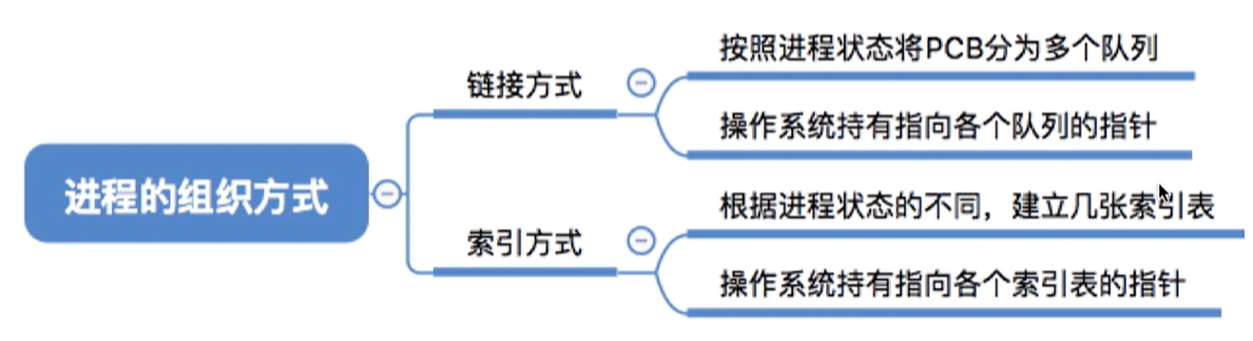 进程的组织方式
链接方式
按照进程状态将PCB分为多个队列
操作系统持有指向各个队列的指针
索引方式
根据进程状态的不同，建立几张索引表
操作系统持有指向各个索引表的指针